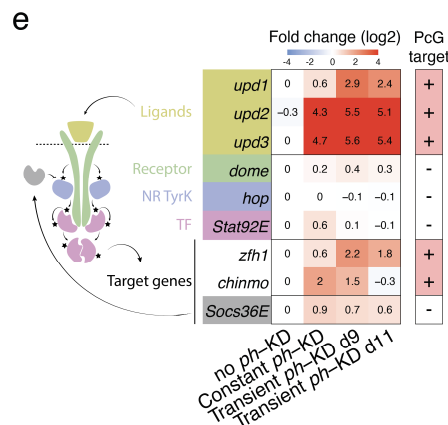 e
Fold change (log2)
-4 -2 0 2 4
PcG
target
Ligands
upd1 0 0.6 2.9 2.4 +
upd2 −0.3 4.3 5.5 5.1 +
upd3 0 4.7 5.6 5.4 +
Receptor
dome 0 0.2 0.4 0.3 -
NR TyrK
hop 0 0 −0.1 −0.1 -
TF
Stat92E 0 0.6 0.1 −0.1 -
Target genes
zfh1 0 0.6 2.2 1.8 +
chinmo 0 2 1.5 −0.3 +
Socs36E 0 0.9 0.7 0.6 -
no ph–KD
Constant ph–KD
Transient ph–KD d9
Transient ph–KD d11